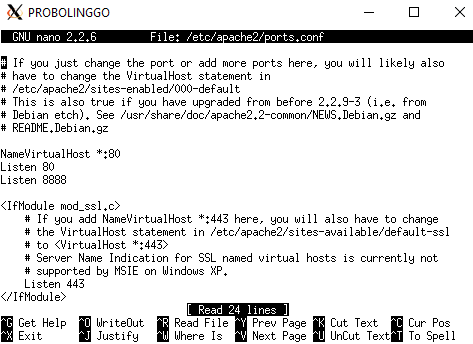 PROBOLINGGO
GNU nano 2.2.6 File: /etc/apache2/ports.conf
# If you just change the port or add more ports here, you will likely also
# have to change the VirtualHost statement in
# /etc/apache2/sites-enabled/000-default
# This is also true if you have upgraded from before 2.2.9-3 (i.e. from
# Debian etch). See /usr/share/doc/apache2.2-common/NEWS.Debian.gz and
# README.Debian.gz
NameVirtualHost *:80
Listen 80
Listen 8888
<IfModule mod_ssl.c>
# If you add NameVirtualHost *:443 here, you will also have to change
# the VirtualHost statement in /etc/apache2/sites-available/default-ssl
# to <VirtualHost *:443>
# Server Name Indication for SSL named virtual hosts is currently not
# supported by MSIE on Windows XP.
Listen 443
</IfModule>
[ Read 24 lines ]
^G Get Help ^O WriteOut ^R Read File ^Y Prev Page ^K Cut Text ^C Cur Pos
^X Exit ^J Justify ^W Where Is ^V Next Page ^U UnCut Text ^T To Spell